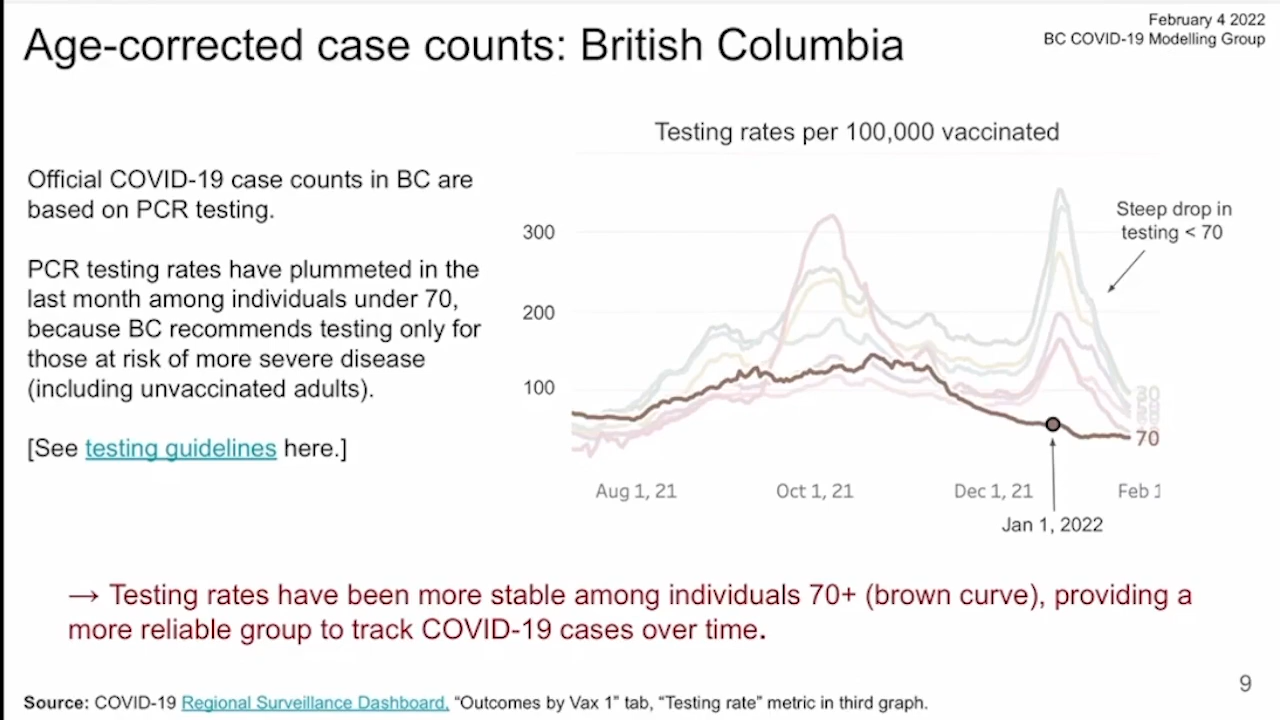 February 4 2022
BC COVID-19 Modelling Group
Age-corrected case counts: British Columbia
Official COVID-19 case counts in BC are
based on PCR testing.
PCR testing rates have plummeted in the
last month among individuals under 70,
because BC recommends testing only for
those at risk of more severe disease
(including unvaccinated adults).
[See testing guidelines here.]
Testing rates per 100,000 vaccinated
300
200
100
Steep drop in
testing < 70
70
Aug 1, 21
Oct 1, 21
Dec 1, 21
Feb 1
Jan 1, 2022
→ Testing rates have been more stable among individuals 70+ (brown curve), providing a
more reliable group to track COVID-19 cases over time.
9
Source: COVID-19 Regional Surveillance Dashboard, “Outcomes by Vax 1” tab, “Testing rate” metric in third graph.